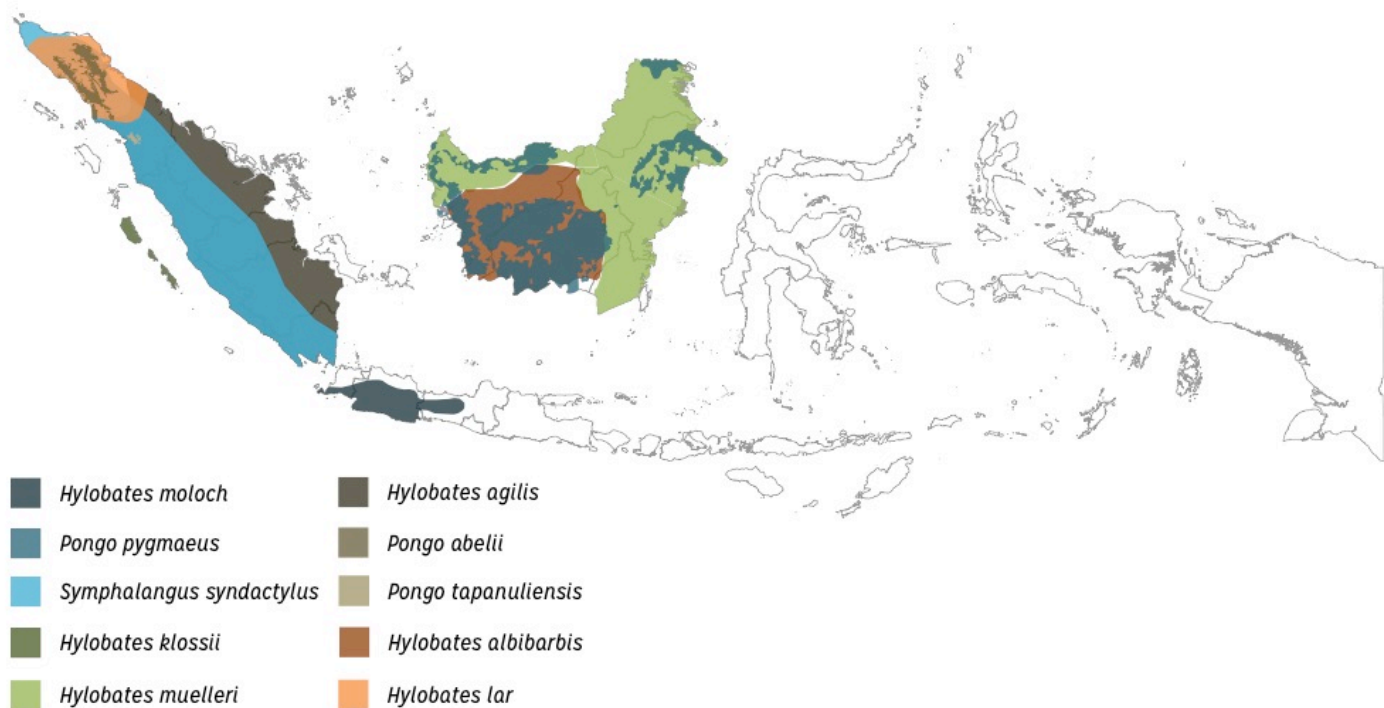 Hylobates moloch
Pongo pygmaeus
Symphalangus syndactylus
Hylobates klossii
Hylobates muelleri
Hylobates agilis
Pongo abelii
Pongo tapanuliensis
Hylobates albibarbis
Hylobates lar